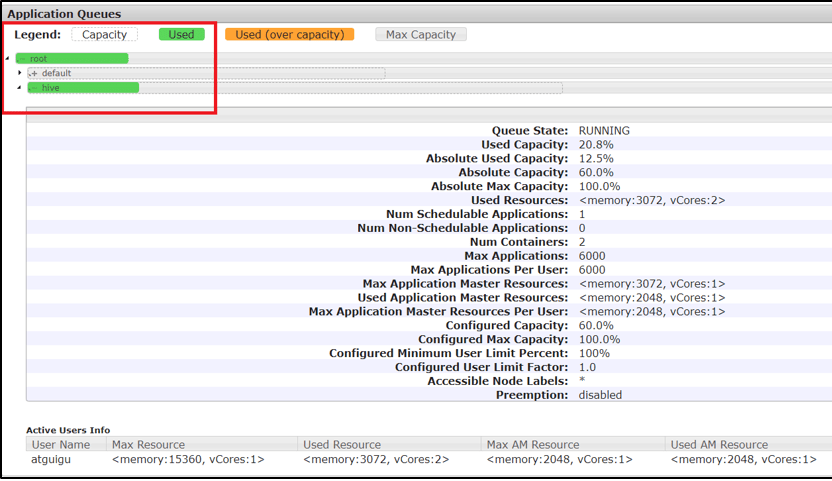 Application Queues
Legend: Capacity Used Used (over capacity) Max Capacity
- root
+ default
- hive
Queue State: RUNNING
Used Capacity: 20.8%
Absolute Used Capacity: 12.5%
Absolute Capacity: 60.0%
Absolute Max Capacity: 100.0%
Used Resources: <memory:3072, vCores:2>
Num Schedulable Applications: 1
Num Non-Schedulable Applications: 0
Num Containers: 2
Max Applications: 6000
Max Applications Per User: 6000
Max Application Master Resources: <memory:3072, vCores:1>
Used Application Master Resources: <memory:2048, vCores:1>
Max Application Master Resources Per User: <memory:2048, vCores:1>
Configured Capacity: 60.0%
Configured Max Capacity: 100.0%
Configured Minimum User Limit Percent: 100%
Configured User Limit Factor: 1.0
Accessible Node Labels: *
Preemption: disabled
Active Users Info
User Name Max Resource Used Resource Max AM Resource Used AM Resource
atguigu <memory:15360, vCores:1> <memory:3072, vCores:2> <memory:2048, vCores:1> <memory:2048, vCores:1>